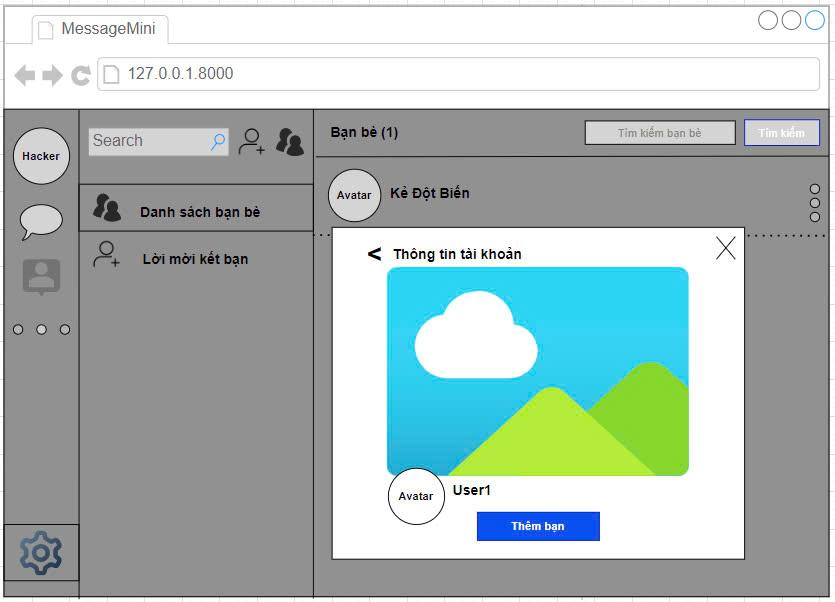 MessageMini
127.0.0.1.8000
Hacker
Search
Bạn bè (1)
Tìm kiếm bạn bè
Tìm kiếm
Danh sách bạn bè
Lời mời kết bạn
Avatar
Kẻ Đột Biến
< Thông tin tài khoản
Avatar
User1
Thêm bạn